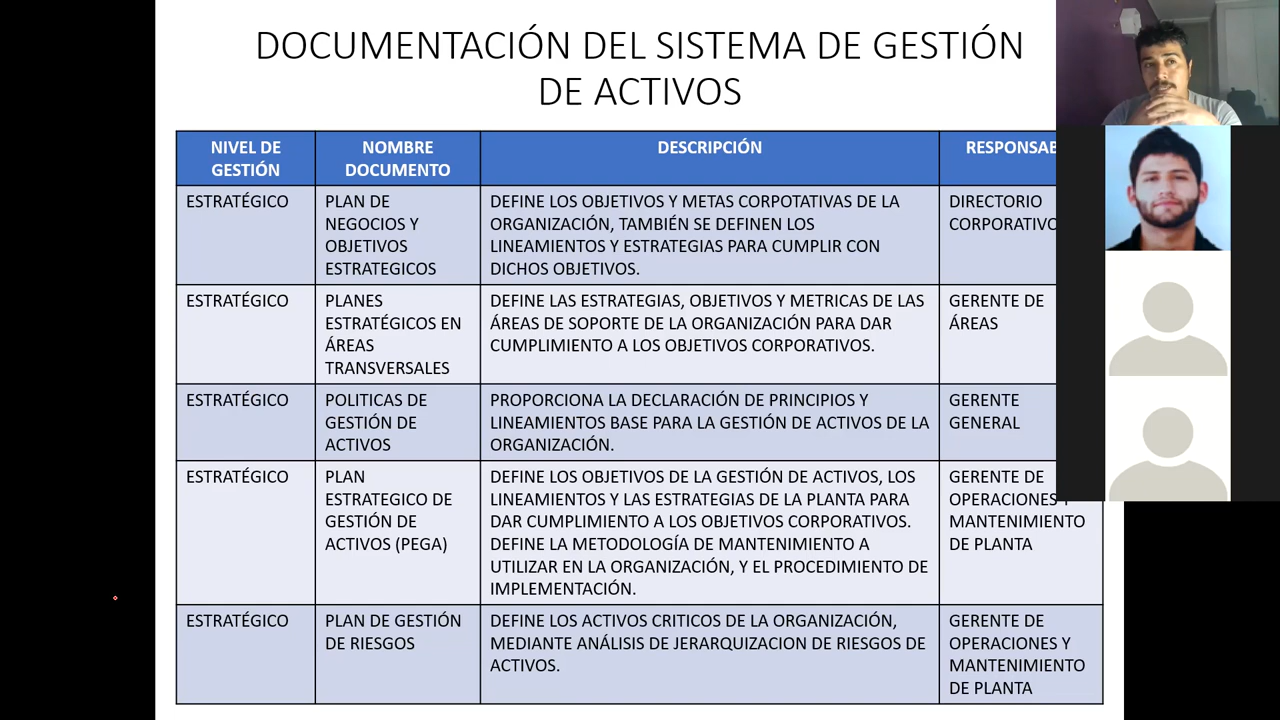 DOCUMENTACIÓN DEL SISTEMA DE GESTIÓN
DE ACTIVOS
NIVEL DE
GESTIÓN
NOMBRE
DOCUMENTO
DESCRIPCIÓN
RESPONSAB
ESTRATÉGICO
PLAN DE
NEGOCIOS Y
OBJETIVOS
ESTRATEGICOS
DEFINE LOS OBJETIVOS Y METAS CORPOTATIVAS DE LA
ORGANIZACIÓN, TAMBIÉN SE DEFINEN LOS
LINEAMIENTOS Y ESTRATEGIAS PARA CUMPLIR CON
DICHOS OBJETIVOS.
DIRECTORIO
CORPORATIVO
ESTRATÉGICO
PLANES
ESTRATÉGICOS EN
ÁREAS
TRANSVERSALES
DEFINE LAS ESTRATEGIAS, OBJETIVOS Y METRICAS DE LAS
ÁREAS DE SOPORTE DE LA ORGANIZACIÓN PARA DAR
CUMPLIMIENTO A LOS OBJETIVOS CORPORATIVOS.
GERENTE DE
ÁREAS
ESTRATÉGICO
POLITICAS DE
GESTIÓN DE
ACTIVOS
PROPORCIONA LA DECLARACIÓN DE PRINCIPIOS Y
LINEAMIENTOS BASE PARA LA GESTIÓN DE ACTIVOS DE LA
ORGANIZACIÓN.
GERENTE
GENERAL
ESTRATÉGICO
PLAN
ESTRATEGICO DE
GESTIÓN DE
ACTIVOS (PEGA)
DEFINE LOS OBJETIVOS DE LA GESTIÓN DE ACTIVOS, LOS
LINEAMIENTOS Y LAS ESTRATEGIAS DE LA PLANTA PARA
DAR CUMPLIMIENTO A LOS OBJETIVOS CORPORATIVOS.
DEFINE LA METODOLOGÍA DE MANTENIMIENTO A
UTILIZAR EN LA ORGANIZACIÓN, Y EL PROCEDIMIENTO DE
IMPLEMENTACIÓN.
GERENTE DE
OPERACIONES Y
MANTENIMIENTO
DE PLANTA
ESTRATÉGICO
PLAN DE GESTIÓN
DE RIESGOS
DEFINE LOS ACTIVOS CRITICOS DE LA ORGANIZACIÓN,
MEDIANTE ANÁLISIS DE JERARQUIZACION DE RIESGOS DE
ACTIVOS.
GERENTE DE
OPERACIONES Y
MANTENIMIENTO
DE PLANTA